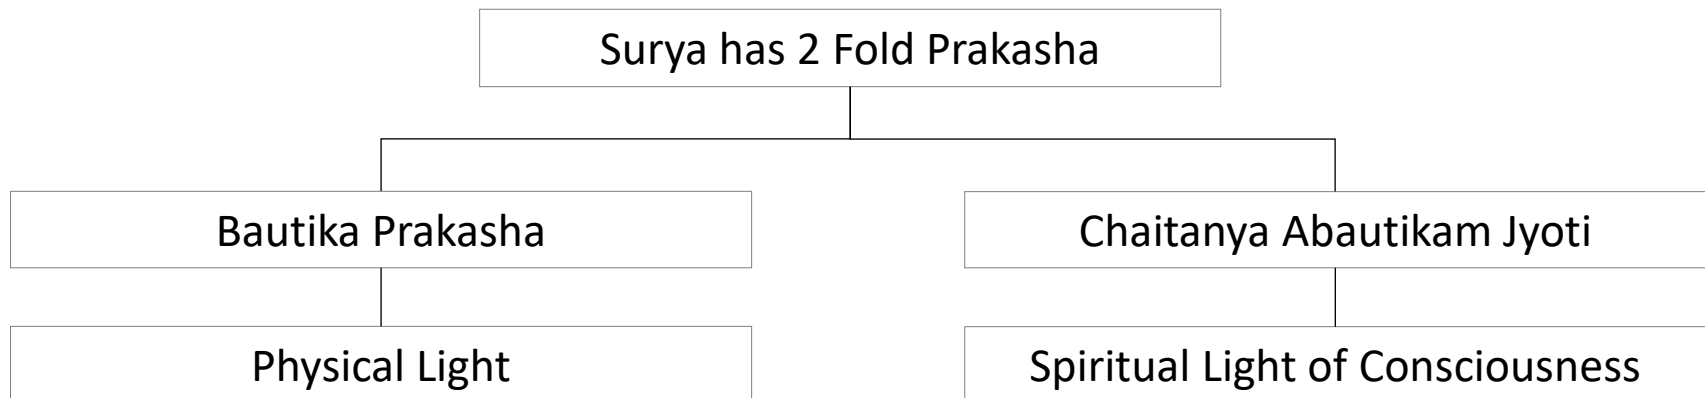 Surya has 2 Fold Prakasha
Bautika Prakasha
Chaitanya Abautikam Jyoti
Physical Light
Spiritual Light of Consciousness